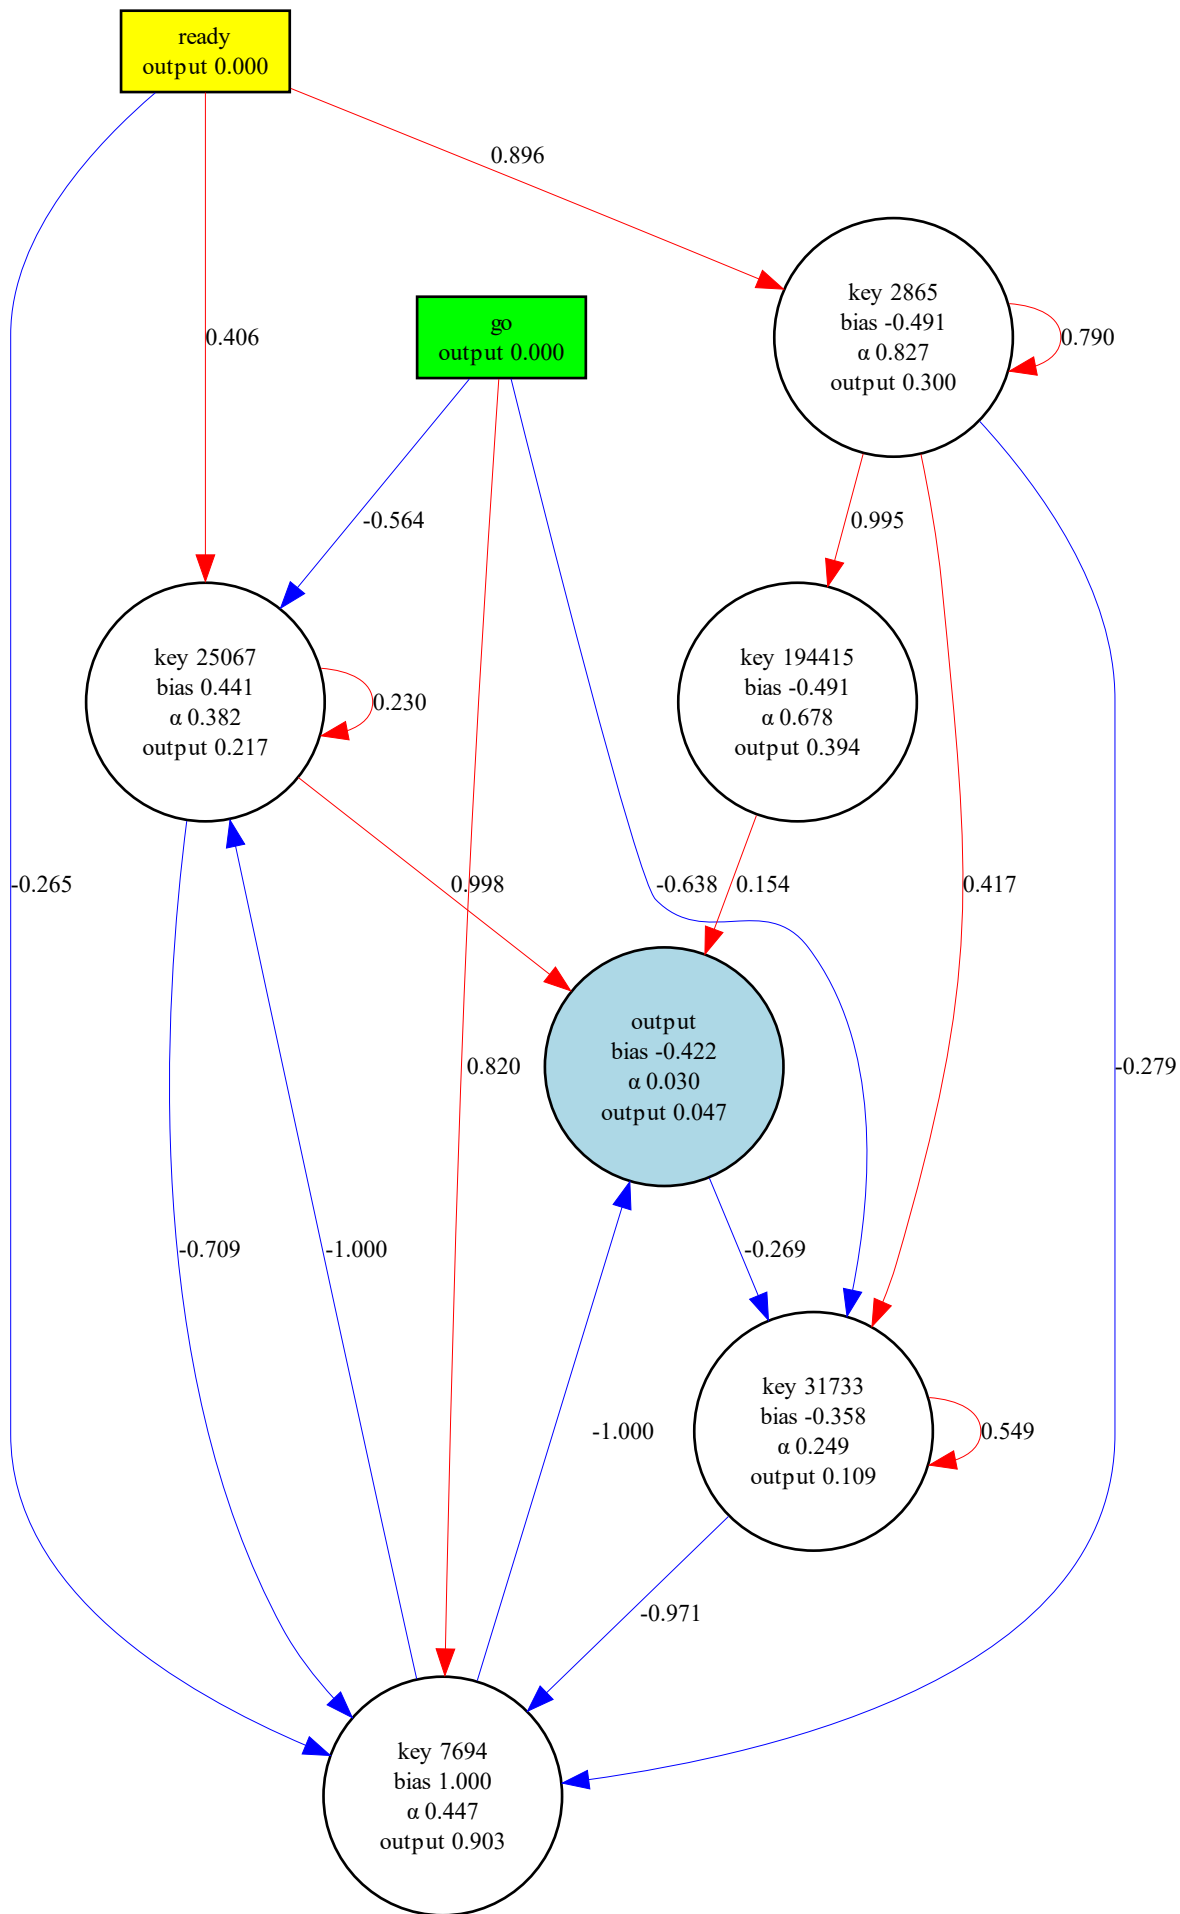 ready
output 0.000
0.896
key 2865
bias -0.491
α 0.827
output 0.300
0.790
go
output 0.000
0.406
-0.564
0.995
key 25067
bias 0.441
α 0.382
output 0.217
0.230
key 194415
bias -0.491
α 0.678
output 0.394
-0.265
0.998
-0.638
0.154
0.417
output
bias -0.422
α 0.030
output 0.047
0.820
-0.279
-0.709
-1.000
-0.269
key 31733
bias -0.358
α 0.249
output 0.109
0.549
-1.000
-0.971
key 7694
bias 1.000
α 0.447
output 0.903